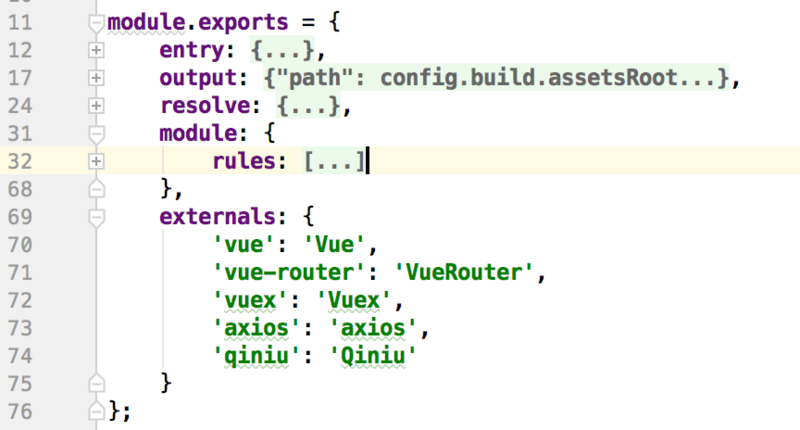 11 module.exports = {
12 entry: {...},
17 output: {"path": config.build.assetsRoot...},
24 resolve: {...},
31 module: {
32 rules: [...]
68 },
69 externals: {
70 'vue': 'Vue',
71 'vue-router': 'VueRouter',
72 'vuex': 'Vuex',
73 'axios': 'axios',
74 'qiniu': 'Qiniu'
75 }
76 };